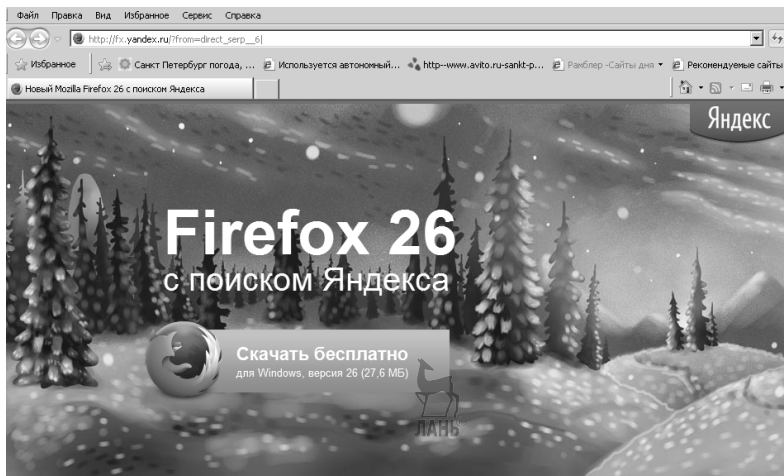 Файл Правка Вид Избранное Сервис Справка
http://fx.yandex.ru/?from=direct_serp__6
Избранное Санкт Петербург погода, ... Используется автономный... http--www.avito.ru-sankt-p... Рамблер -Сайты дня Рекомендуемые сайты
Новый Mozilla Firefox 26 с поиском Яндекса
Яндекс
Firefox 26
с поиском Яндекса
Скачать бесплатно
для Windows, версия 26 (27,6 МБ)
ЛАНЬ